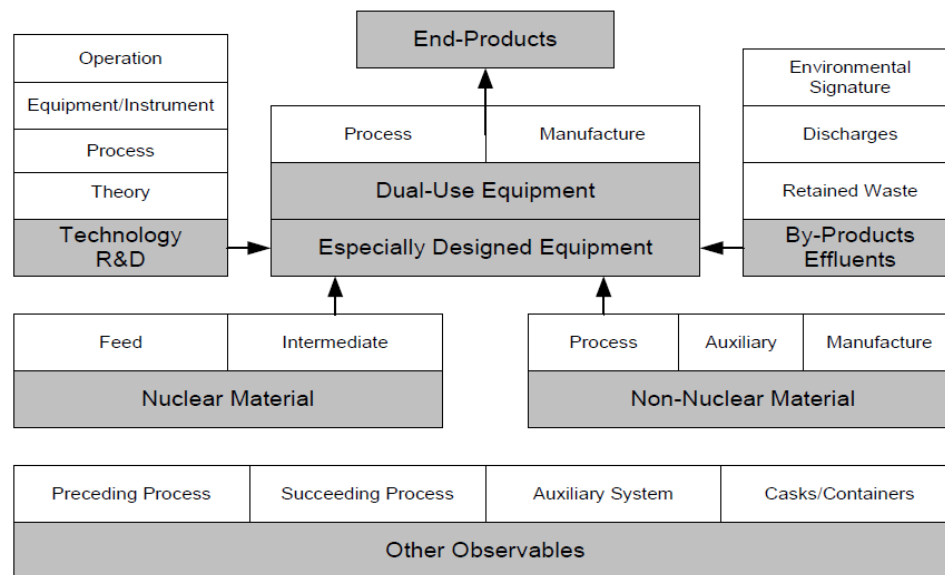 End-Products
Operation
Equipment/Instrument
Process
Theory
Technology
R&D
Process
Manufacture
Dual-Use Equipment
Especially Designed Equipment
Environmental
Signature
Discharges
Retained Waste
By-Products
Effluents
Feed
Intermediate
Nuclear Material
Process
Auxiliary
Manufacture
Non-Nuclear Material
Preceding Process
Succeeding Process
Auxiliary System
Casks/Containers
Other Observables